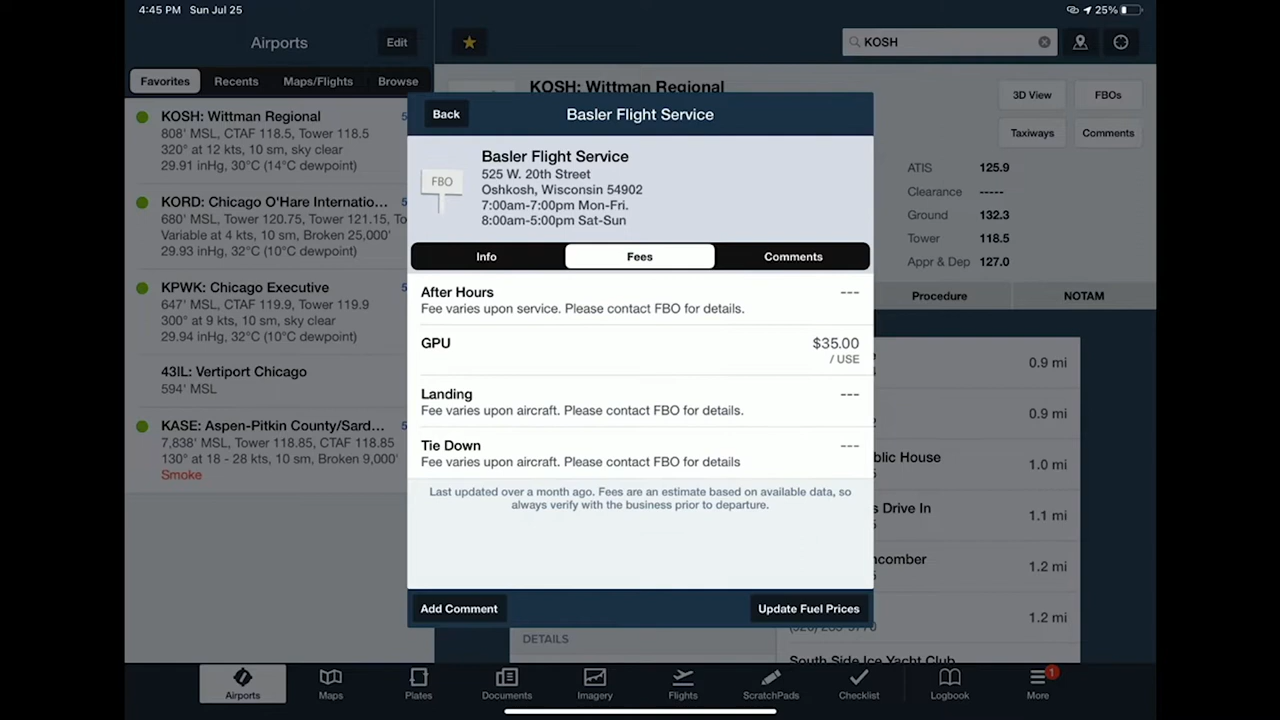 4:45 PM Sun Jul 25
25%
Airports
Edit
KOSH
Favorites
Recents
Maps/Flights
Browse
KOSH: Wittman Regional
808' MSL, CTAF 118.5, Tower 118.5
320° at 12 kts, 10 sm, sky clear
29.91 inHg, 30°C (14°C dewpoint)
KORD: Chicago O'Hare Internatio...
680' MSL, Tower 120.75, Tower 121.15, To
Variable at 4 kts, 10 sm, Broken 25,000'
29.93 inHg, 32°C (10°C dewpoint)
KPWK: Chicago Executive
647' MSL, CTAF 119.9, Tower 119.9
300° at 9 kts, 10 sm, sky clear
29.94 inHg, 32°C (10°C dewpoint)
43IL: Vertiport Chicago
594' MSL
KASE: Aspen-Pitkin County/Sard...
7,838' MSL, Tower 118.85, CTAF 118.85
130° at 18 - 28 kts, 10 sm, Broken 9,000'
Smoke
KOSH: Wittman Regional
3D View
FBOs
Taxiways
Comments
ATIS 125.9
Clearance -----
Ground 132.3
Tower 118.5
Appr & Dep 127.0
Procedure
NOTAM
Back
Basler Flight Service
FBO
Basler Flight Service
525 W. 20th Street
Oshkosh, Wisconsin 54902
7:00am-7:00pm Mon-Fri.
8:00am-5:00pm Sat-Sun
Info
Fees
Comments
After Hours ---
Fee varies upon service. Please contact FBO for details.
GPU $35.00
/ USE
Landing ---
Fee varies upon aircraft. Please contact FBO for details.
Tie Down ---
Fee varies upon aircraft. Please contact FBO for details
Last updated over a month ago. Fees are an estimate based on available data, so
always verify with the business prior to departure.
Add Comment
Update Fuel Prices
0.9 mi
0.9 mi
blic House 1.0 mi
s Drive In 1.1 mi
ncomber 1.2 mi
1.2 mi
South Side Ice Yacht Club
DETAILS
Airports
Maps
Plates
Documents
Imagery
Flights
ScratchPads
Checklist
Logbook
More
1